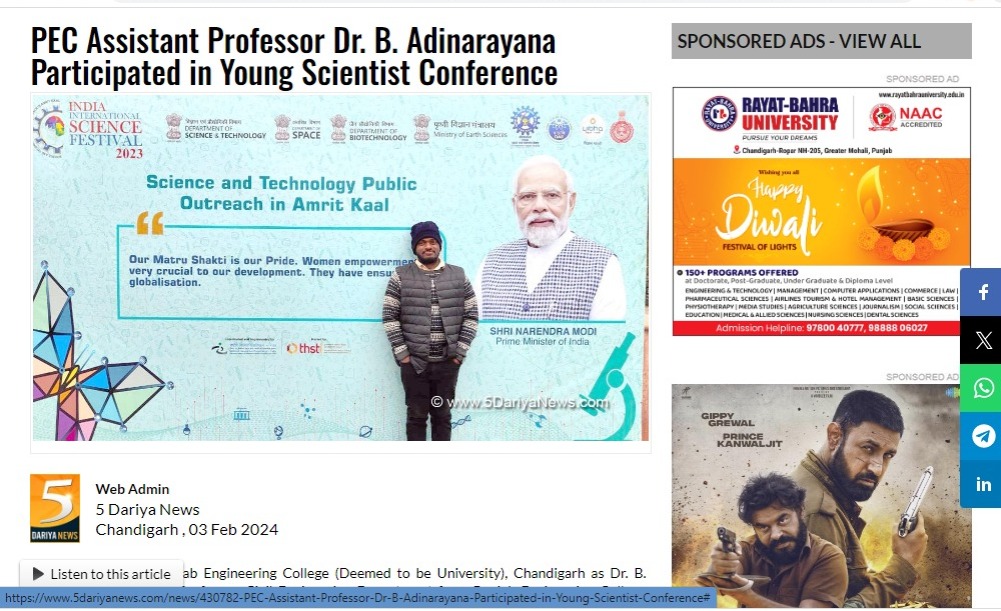 PEC Assistant Professor Dr. B. Adinarayana
Participated in Young Scientist Conference
INDIA
INTERNATIONAL
SCIENCE
FESTIVAL
2023
विज्ञान एवं प्रौद्योगिकी विभाग
DEPARTMENT OF
SCIENCE & TECHNOLOGY
अंतरिक्ष विभाग
DEPARTMENT OF
SPACE
DEPARTMENT OF
BIOTECHNOLOGY
पृथ्वी विज्ञान मंत्रालय
Ministry of Earth Sciences
Science and Technology Public
Outreach in Amrit Kaal
Our Matru Shakti is our Pride. Women empowerme
very crucial to our development. They have ensu
globalisation.
SHRI NARENDRA MODI
Prime Minister of India
thsti
© www.5DariyaNews.com
5
DARIYA NEWS
Web Admin
5 Dariya News
Chandigarh , 03 Feb 2024
Listen to this article
ab Engineering College (Deemed to be University), Chandigarh as Dr. B.
https://www.5dariyanews.com/news/430782-PEC-Assistant-Professor-Dr-B-Adinarayana-Participated-in-Young-Scientist-Conference#
SPONSORED ADS - VIEW ALL
SPONSORED AD
www.rayatbahrauniversity.edu.in
RAYAT-BAHRA
UNIVERSITY
PURSUE YOUR DREAMS
NAAC
ACCREDITED
Chandigarh-Ropar NH-205, Greater Mohali, Punjab
Wishing you all
Happy
Diwali
FESTIVAL OF LIGHTS
150+ PROGRAMS OFFERED
at Doctorate, Post-Graduate, Under Graduate & Diploma Level
ENGINEERING & TECHNOLOGY | MANAGEMENT | COMPUTER APPLICATIONS | COMMERCE | LAW |
PHARMACEUTICAL SCIENCES | AIRLINES TOURISM & HOTEL MANAGEMENT | BASIC SCIENCES |
PHYSIOTHERAPY | MEDIA STUDIES | AGRICULTURE SCIENCES | JOURNALISM | SOCIAL SCIENCES |
EDUCATION | MEDICAL & ALLIED SCIENCES | NURSING SCIENCES | DENTAL SCIENCES
Admission Helpline: 97800 40777, 98888 06027
SPONSORED AD
GIPPY
GREWAL
PRINCE
KANWALJIT